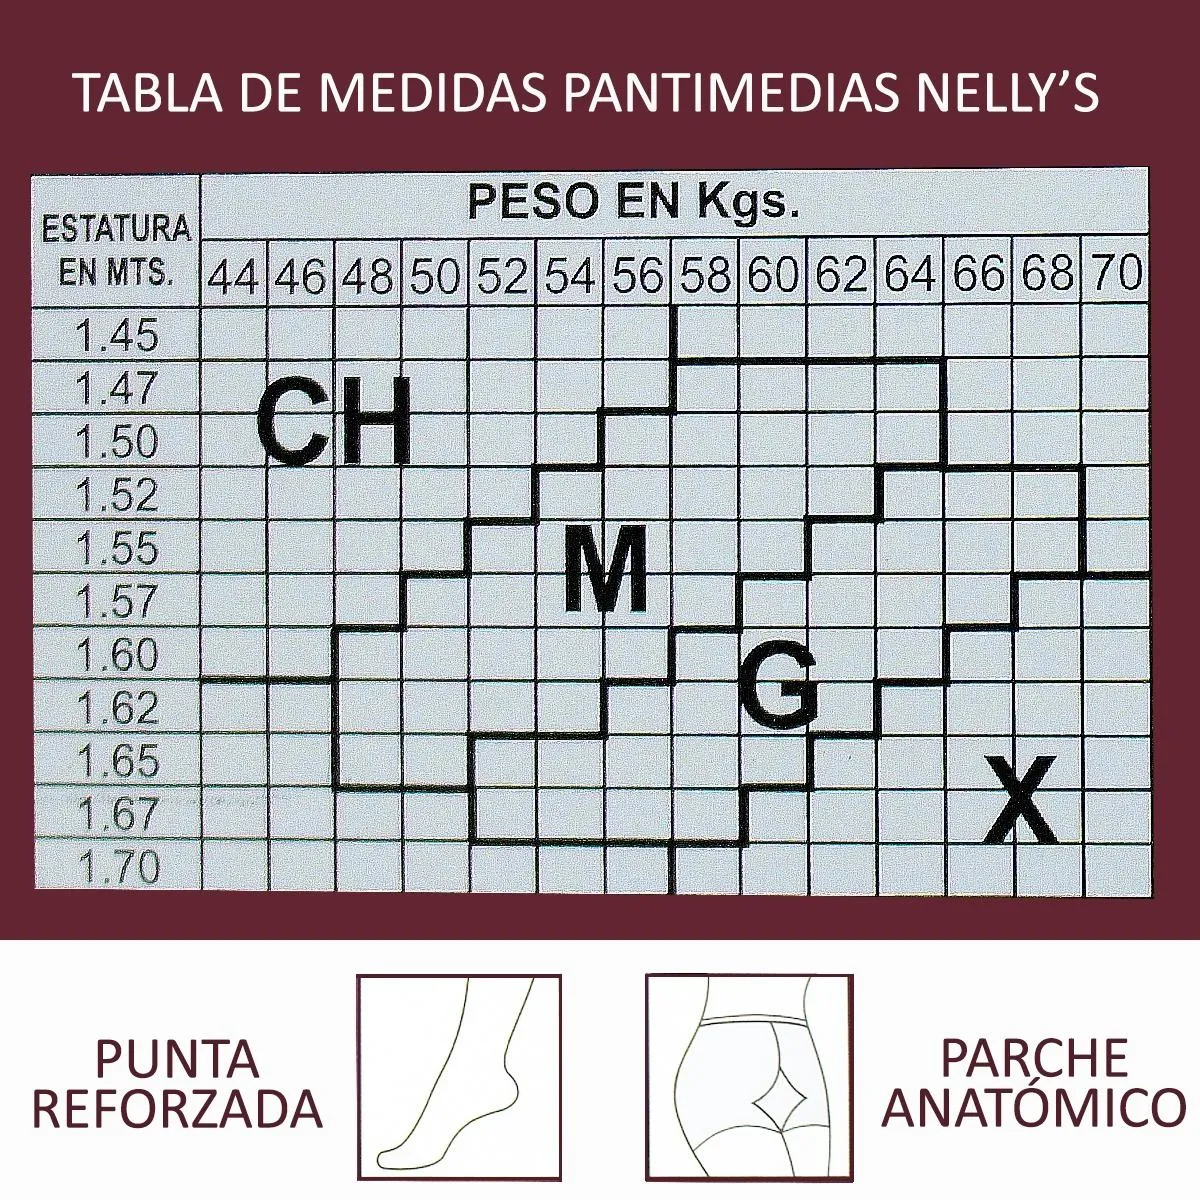 TABLA DE MEDIDAS PANTIMEDIAS NELLY'S
ESTATURA
EN MTS.
PESO EN Kgs.
44 46 48 50 52 54 56 58 60 62 64 66 68 70
1.45
1.47
1.50
CH
1.52
1.55
M
1.57
1.60
G
1.62
1.65
X
1.67
1.70
PUNTA
REFORZADA
PARCHE
ANATÓMICO